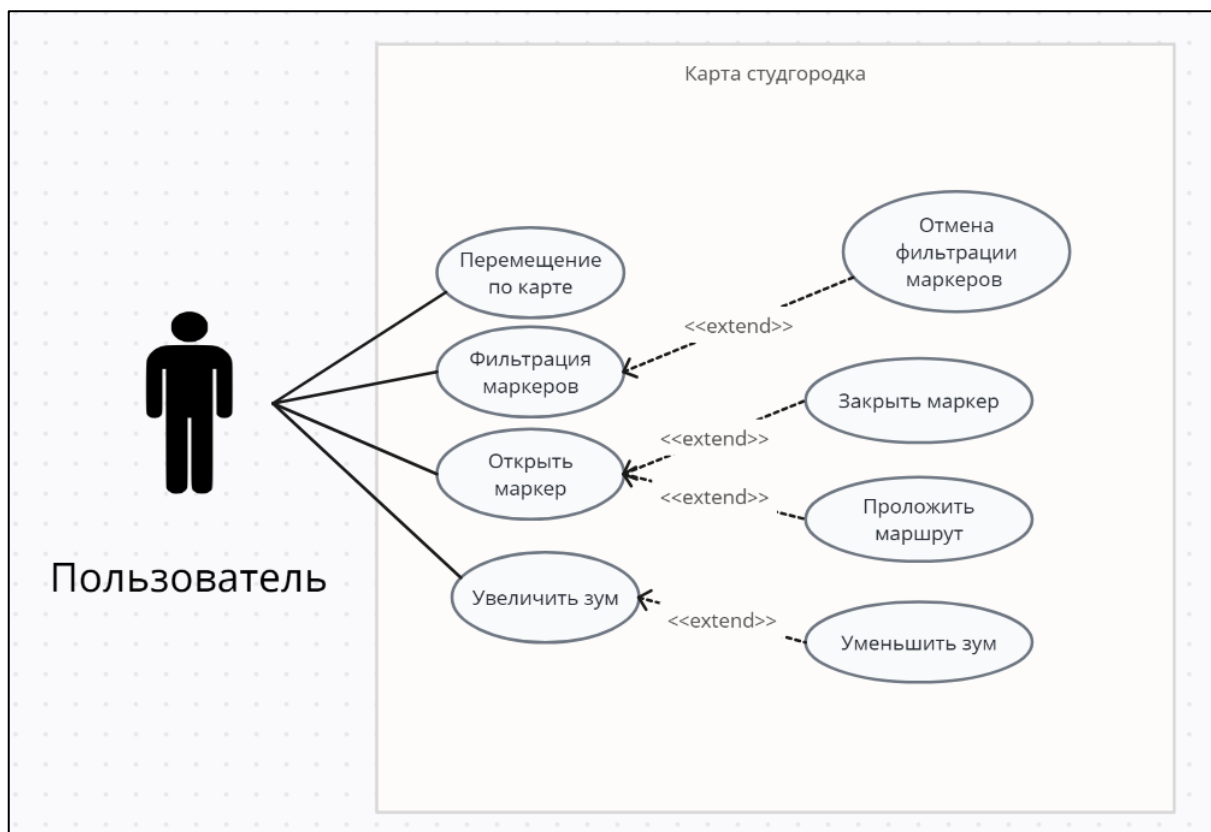 Карта студгородка
Отмена
фильтрации
маркеров
Перемещение
по карте
<<extend>>
Фильтрация
маркеров
Закрыть маркер
<<extend>>
Открыть
маркер
<<extend>>
Проложить
маршрут
Пользователь
Увеличить зум
<<extend>>
Уменьшить зум